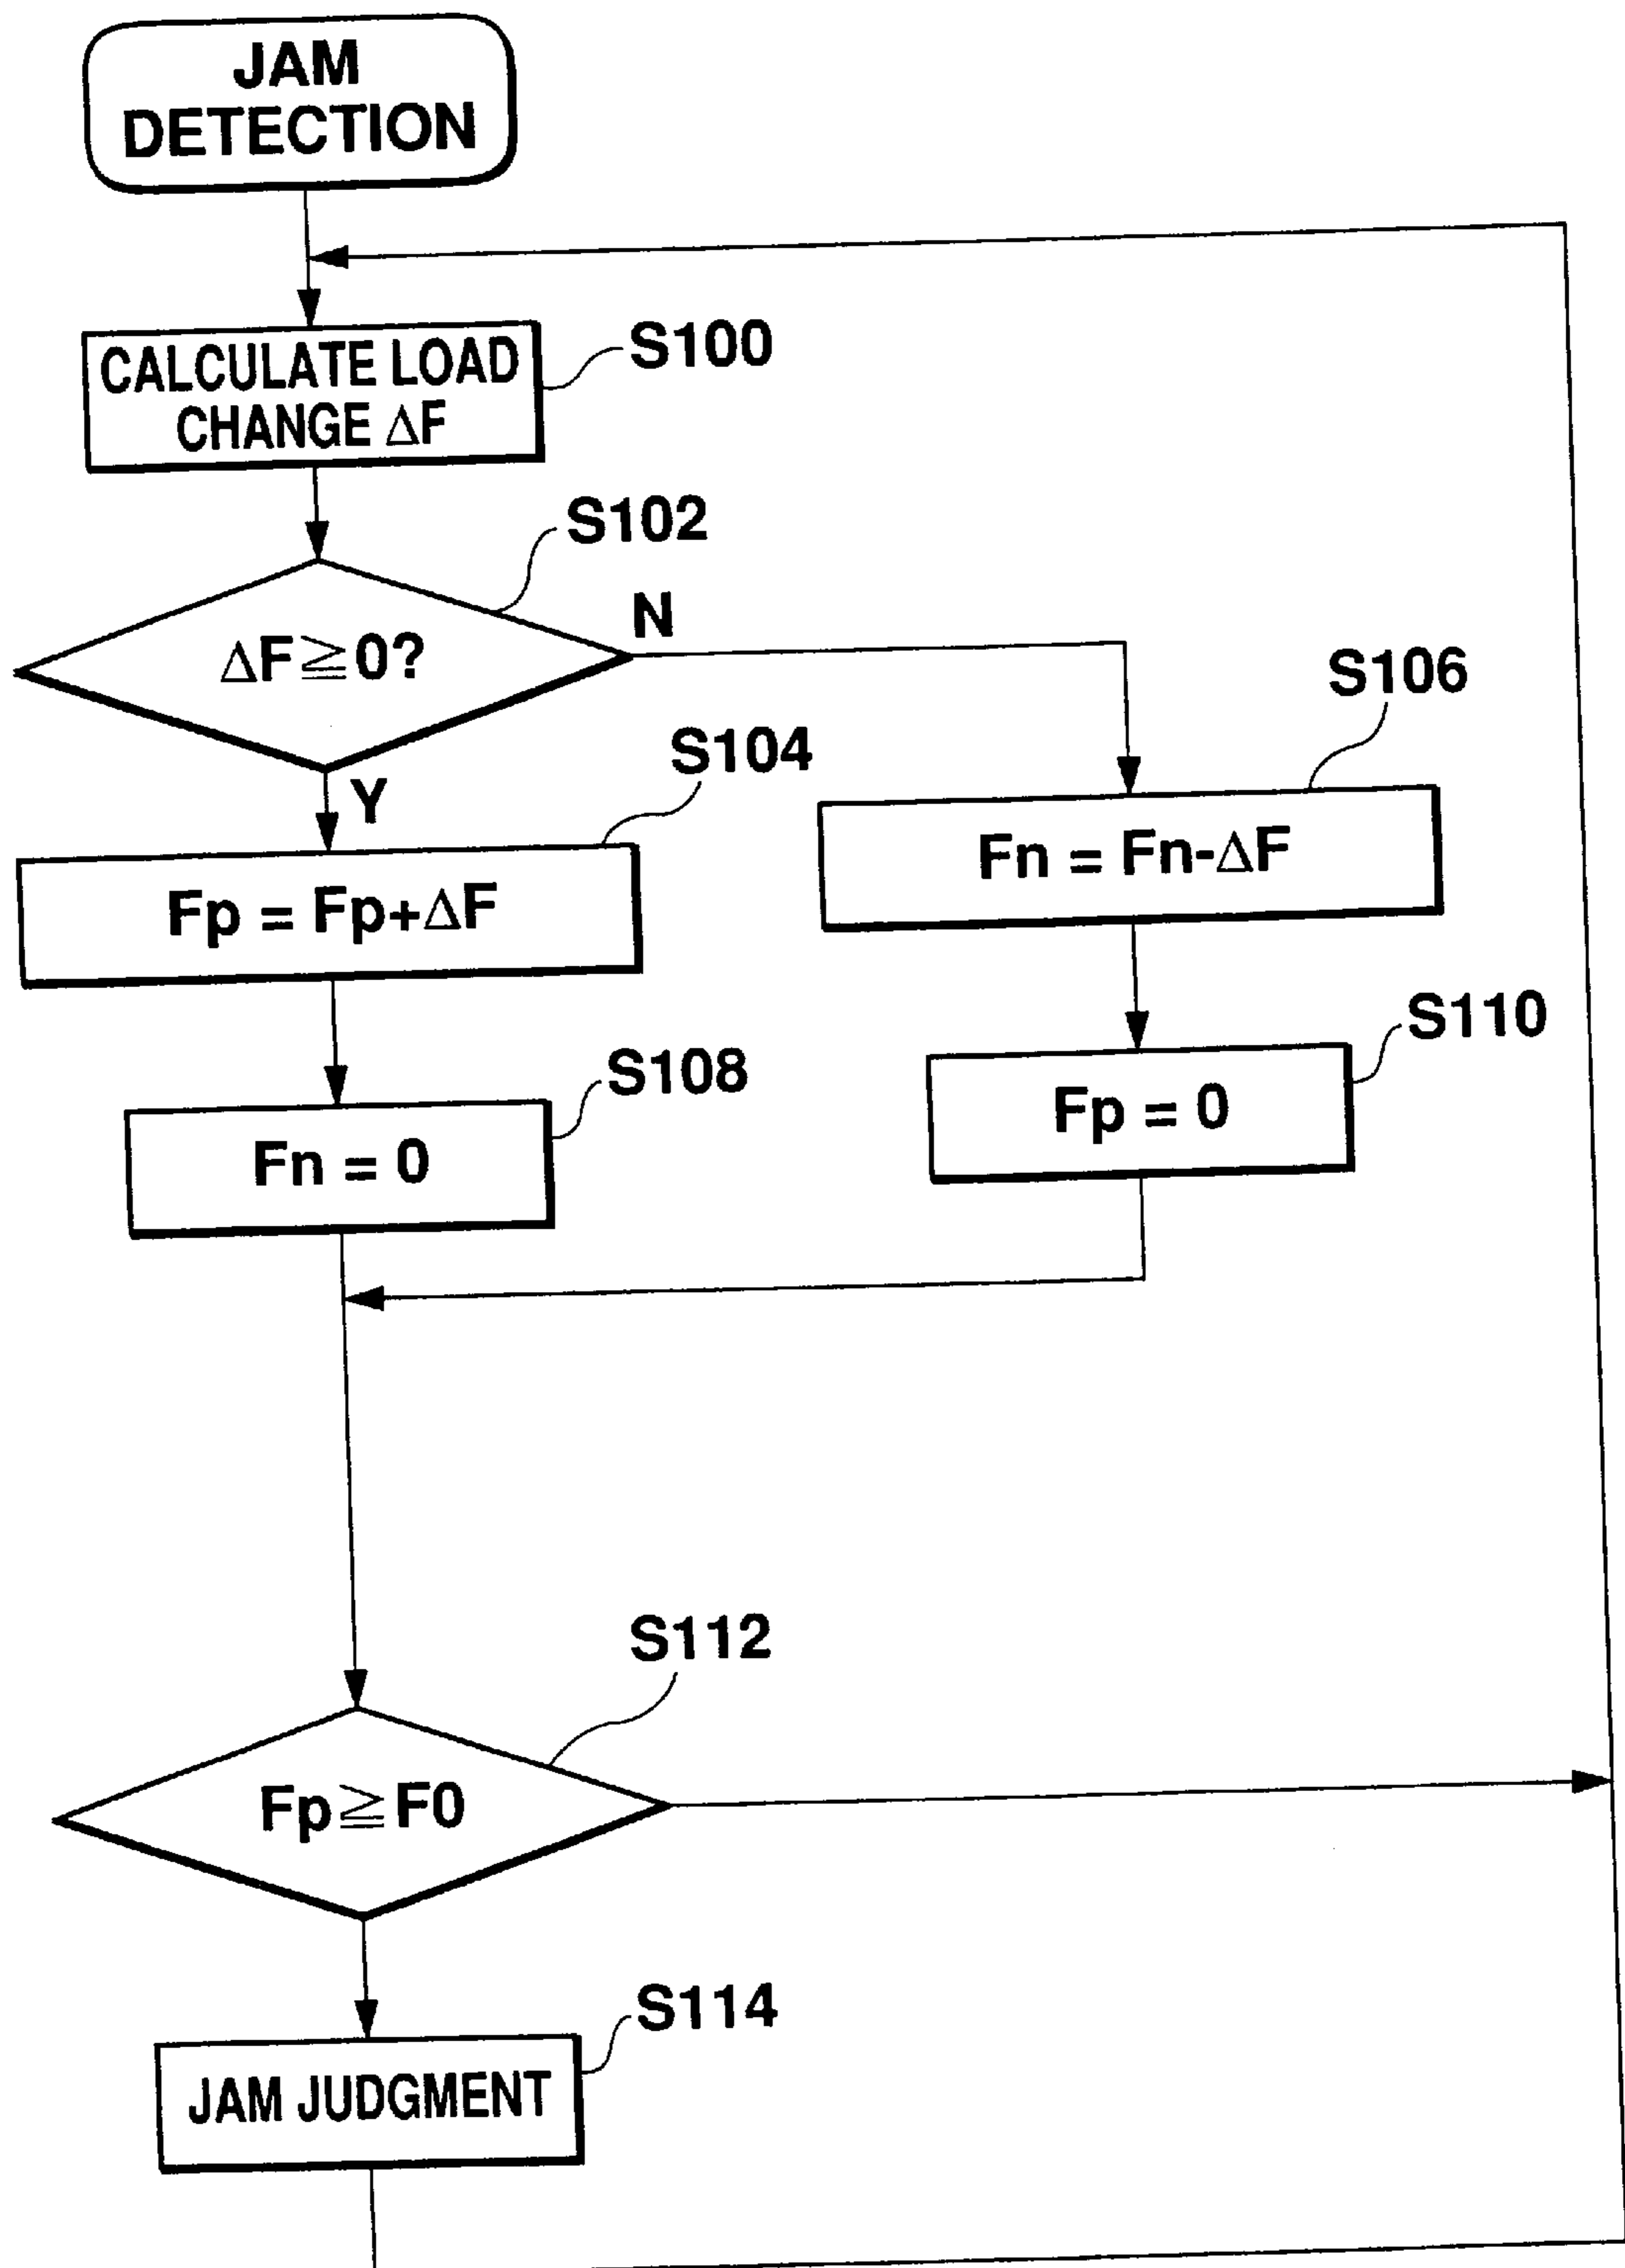 JAM
DETECTION
CALCULATE LOAD
CHANGE ΔF
S100
S102
ΔF≧0?
N
Y
S104
Fp = Fp+ΔF
S106
Fn = Fn-ΔF
S108
Fn = 0
S110
Fp = 0
S112
Fp≧F0
S114
JAM JUDGMENT